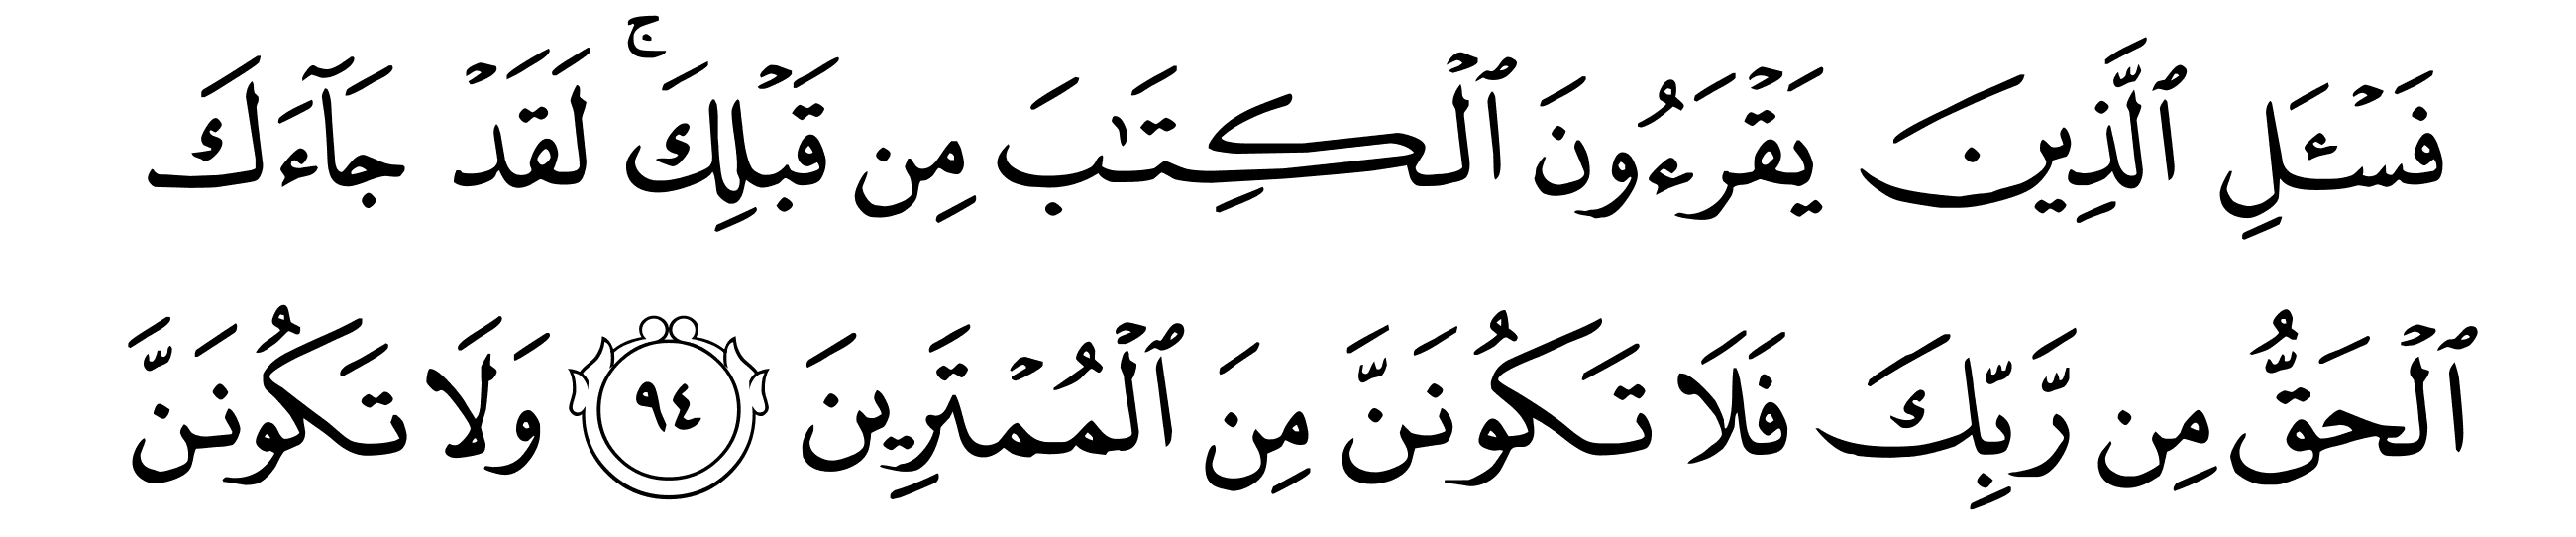 فَسۡـَٔلِ ٱلَّذِينَ يَقۡرَءُونَ ٱلۡكِتَٰبَ مِن قَبۡلِكَۚ لَقَدۡ جَآءَكَ
ٱلۡحَقُّ مِن رَّبِّكَ فَلَا تَكُونَنَّ مِنَ ٱلۡمُمۡتَرِينَ ٩٤ وَلَا تَكُونَنَّ